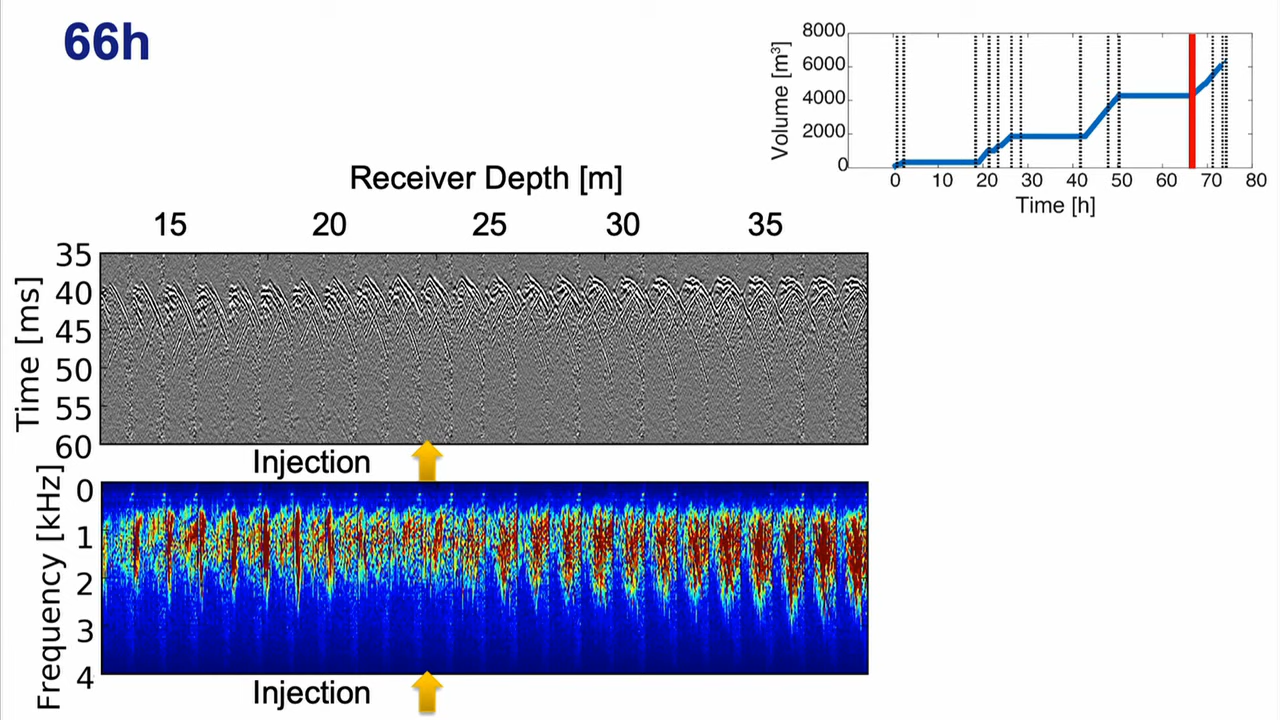 66h
8000
6000
4000
2000
0
Volume [m³]
0 10 20 30 40 50 60 70 80
Time [h]
Receiver Depth [m]
15 20 25 30 35
35
40
45
50
55
60
Time [ms]
Injection
0
1
2
3
4
Frequency [kHz]
Injection